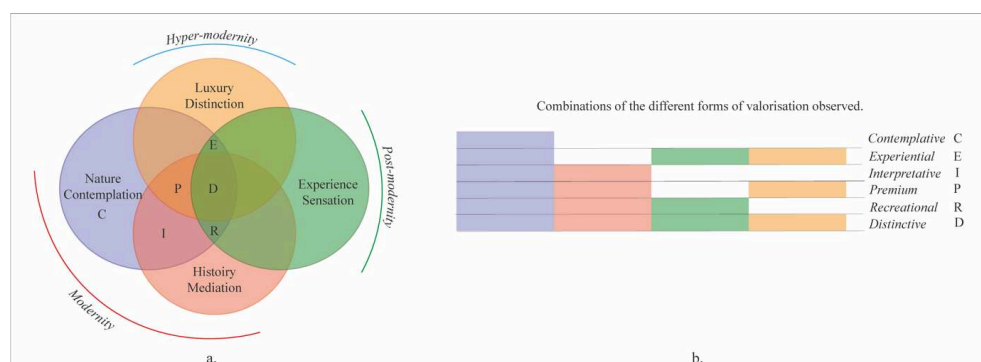 Hyper-modernity
Luxury
Distinction
E
Post-modernity
Nature
Contemplation
C
P
D
Experience
Sensation
I
R
Histoiry
Mediation
Modernity
a.
Combinations of the different forms of valorisation observed.
Contemplative C
Experiential E
Interpretative I
Premium P
Recreational R
Distinctive D
b.